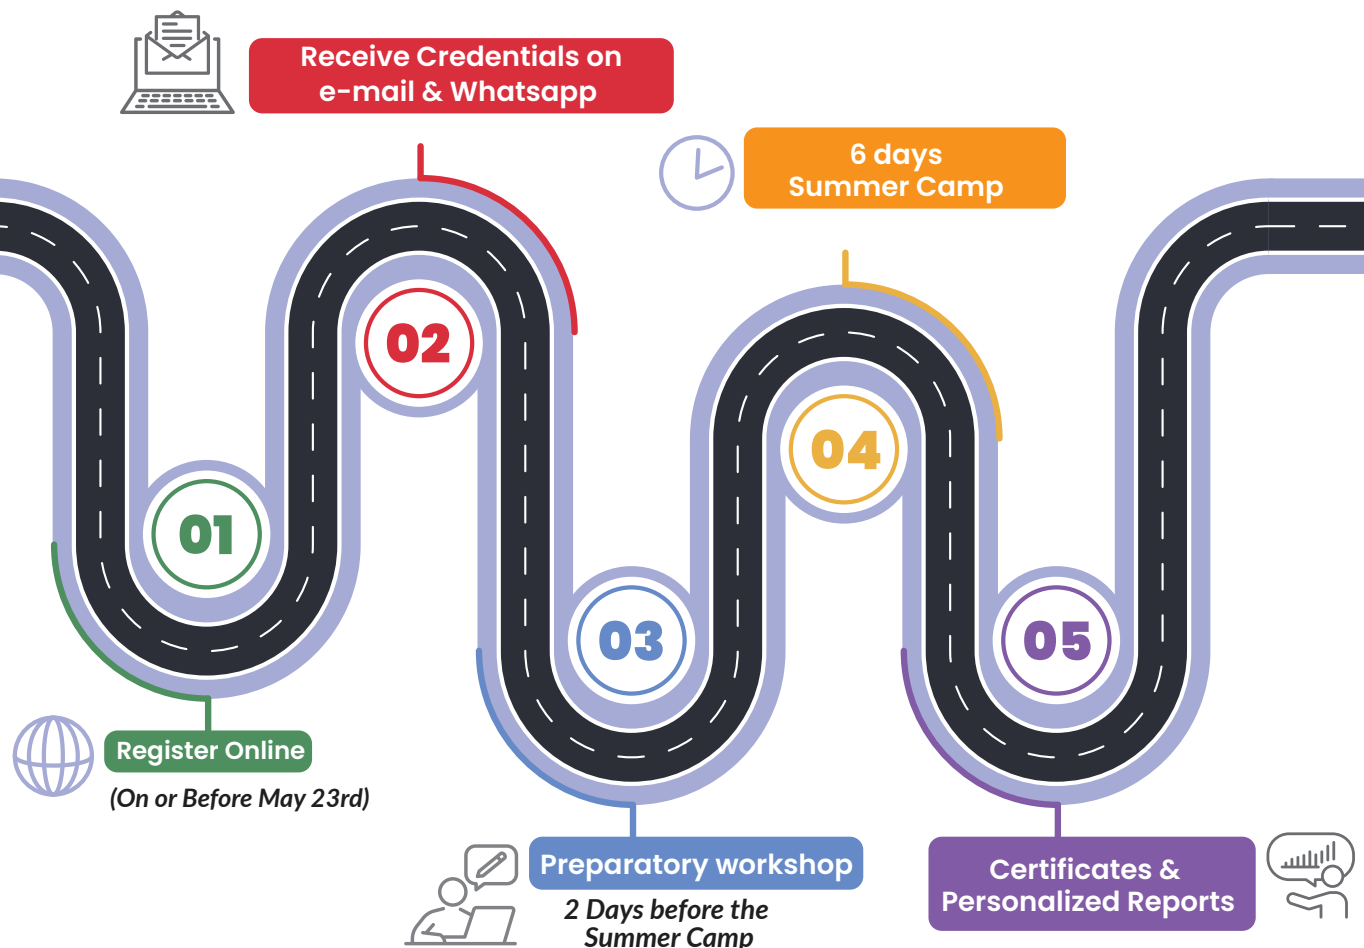 Receive Credentials on
e-mail & Whatsapp
6 days
Summer Camp
02
04
01
03
05
Register Online
(On or Before May 23rd)
Preparatory workshop
2 Days before the
Summer Camp
Certificates &
Personalized Reports